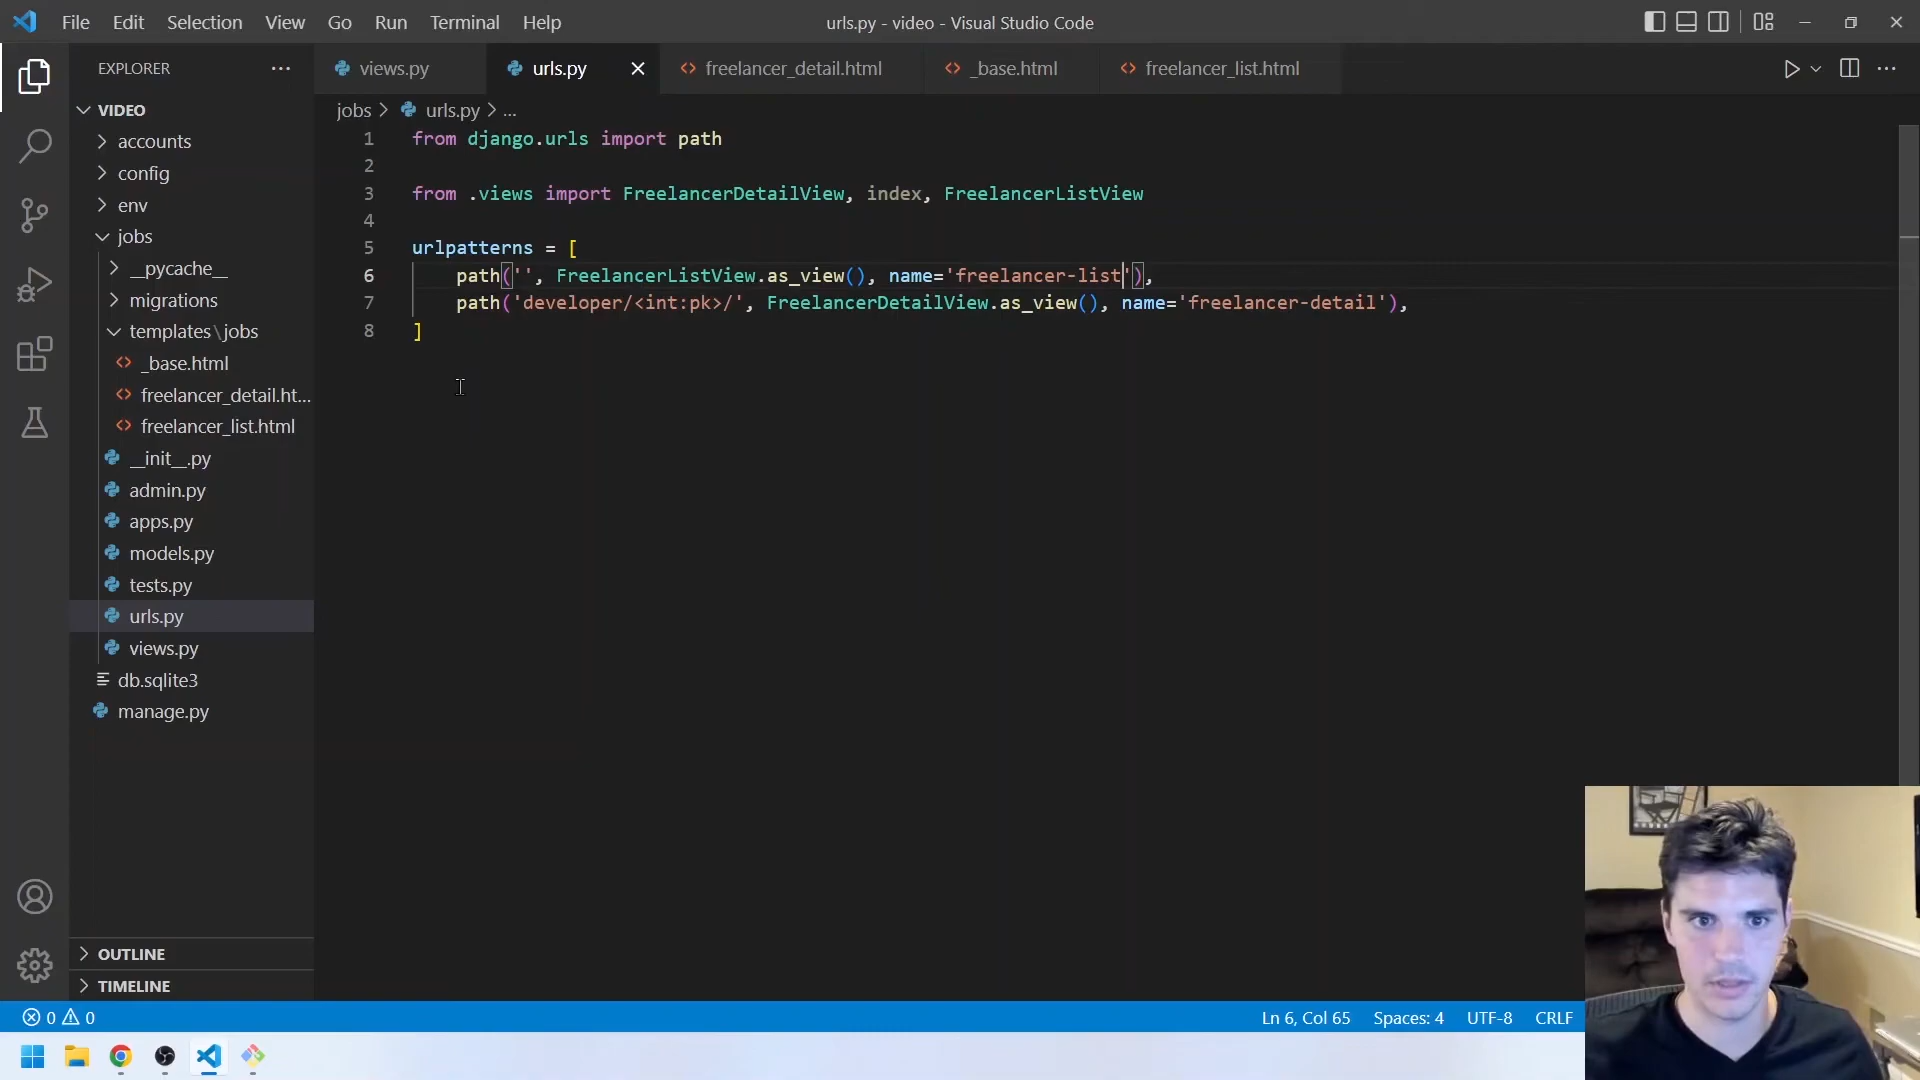 File Edit Selection View Go Run Terminal Help urls.py - video - Visual Studio Code
EXPLORER
views.py urls.py freelancer_detail.html _base.html freelancer_list.html
VIDEO
accounts
config
env
jobs
__pycache__
migrations
templates\jobs
_base.html
freelancer_detail.ht...
freelancer_list.html
__init__.py
admin.py
apps.py
models.py
tests.py
urls.py
views.py
db.sqlite3
manage.py
OUTLINE
TIMELINE
jobs > urls.py > ...
1 from django.urls import path
2
3 from .views import FreelancerDetailView, index, FreelancerListView
4
5 urlpatterns = [
6 path('', FreelancerListView.as_view(), name='freelancer-list'),
7 path('developer/<int:pk>/', FreelancerDetailView.as_view(), name='freelancer-detail'),
8 ]
0 0 Ln 6, Col 65 Spaces: 4 UTF-8 CRLF